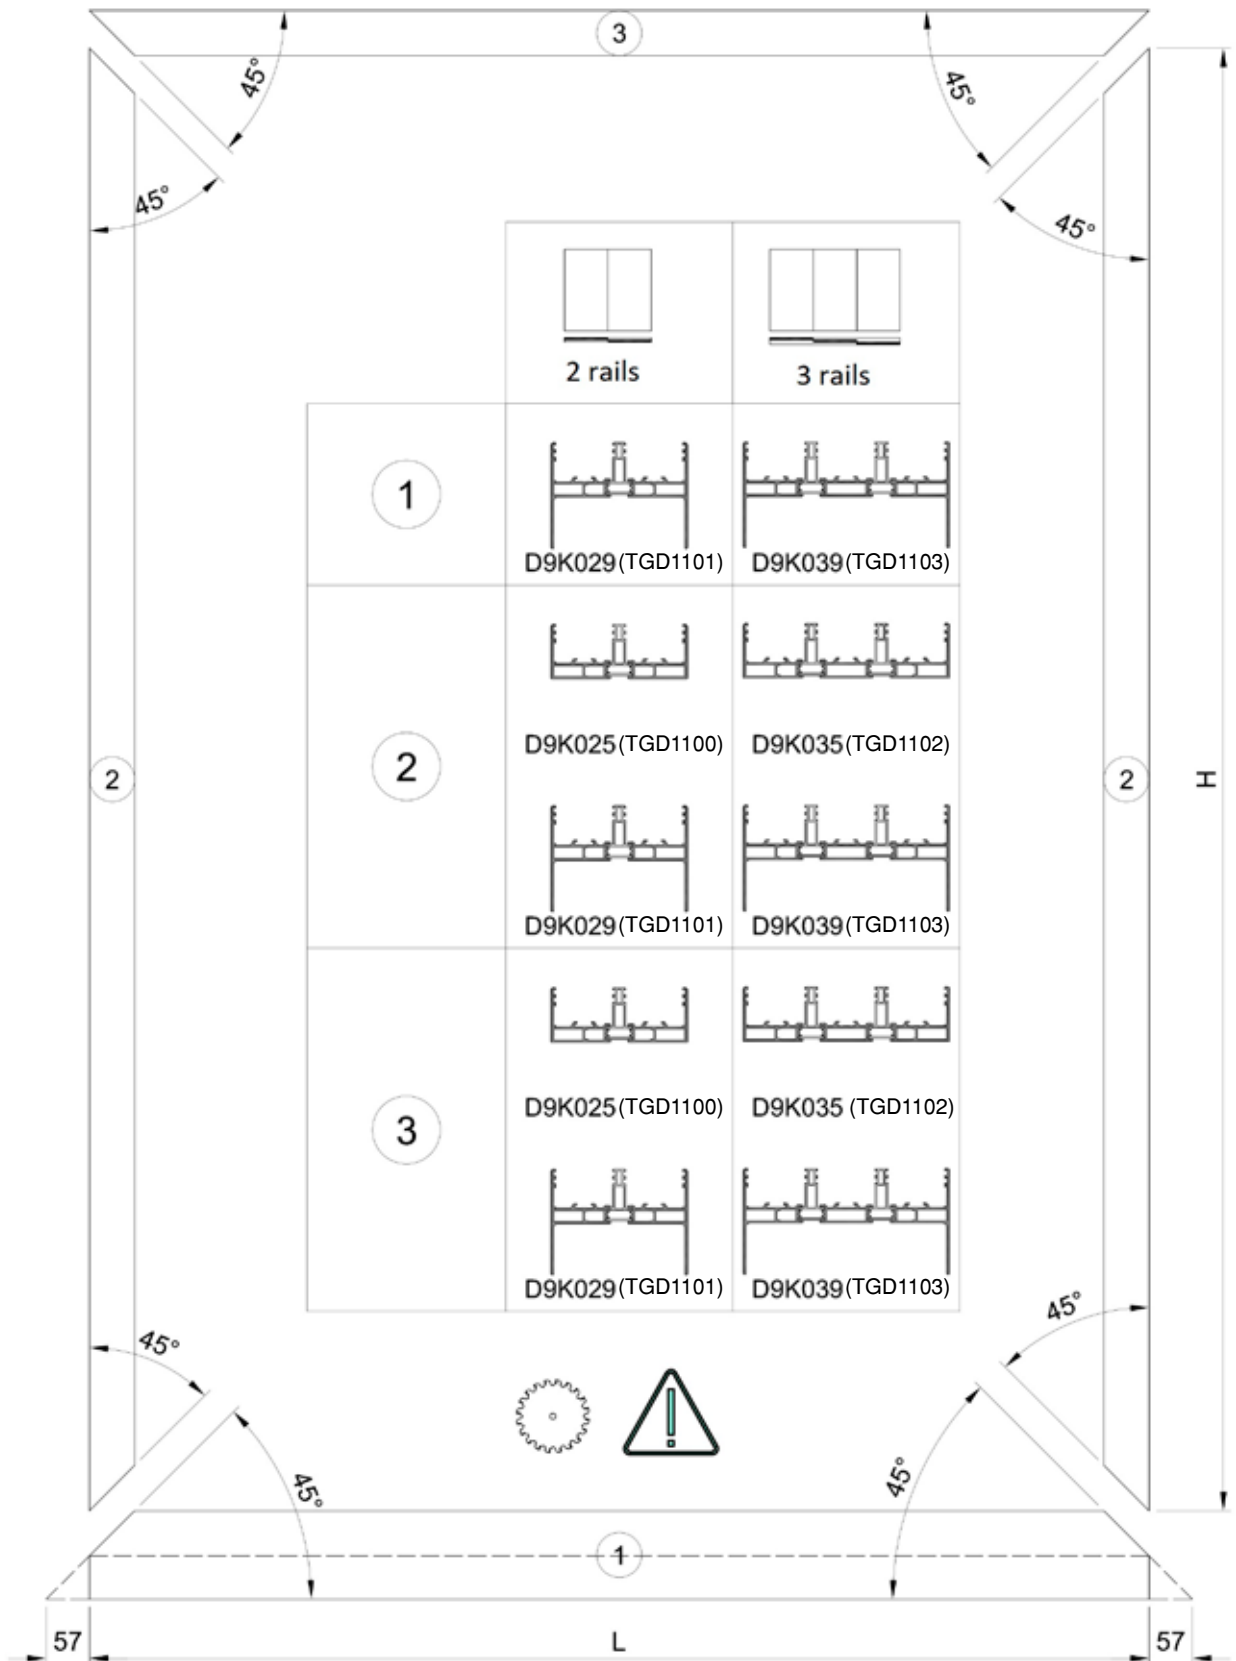 3
45°
45°
45°
45°
2 rails
3 rails
1
D9K029(TGD1101)
D9K039(TGD1103)
2
D9K025(TGD1100)
D9K035(TGD1102)
2
2
H
D9K029(TGD1101)
D9K039(TGD1103)
3
D9K025(TGD1100)
D9K035 (TGD1102)
D9K029(TGD1101)
D9K039(TGD1103)
45°
45°
45°
45°
1
57
L
57